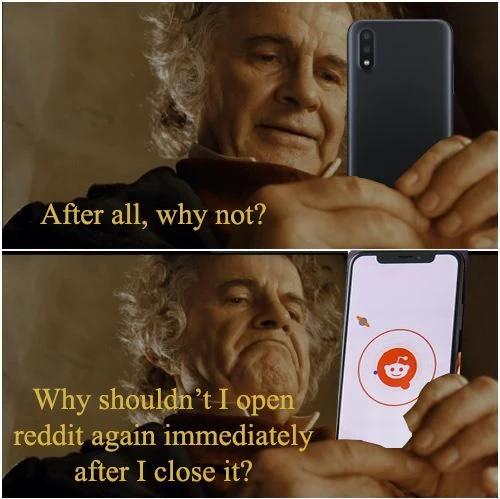 After all, why not?
Why shouldn't I open
reddit again immediately
after I close it?